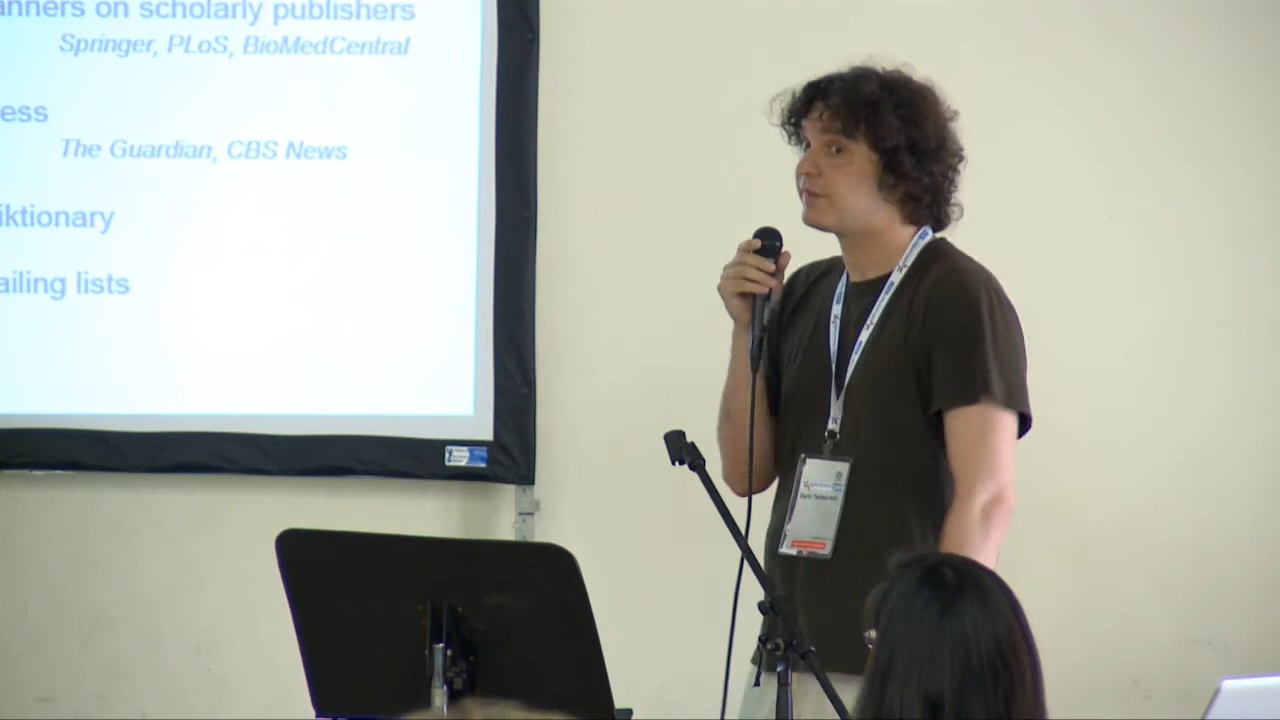 anners on scholarly publishers
Springer, PLoS, BioMedCentral
ess
The Guardian, CBS News
iktionary
ailing lists